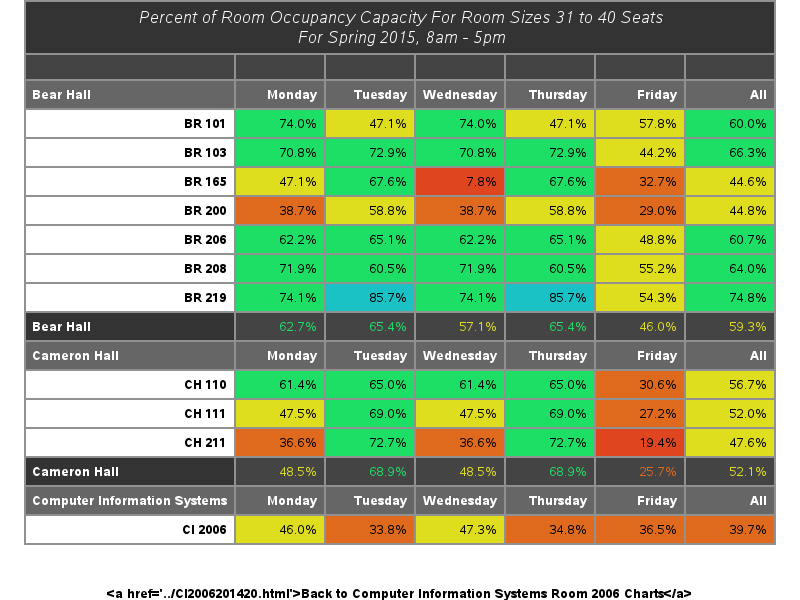 Percent of Room Occupancy Capacity For Room Sizes 31 to 40 Seats
For Spring 2015, 8am - 5pm
Bear Hall Monday Tuesday Wednesday Thursday Friday All
BR 101 74.0% 47.1% 74.0% 47.1% 57.8% 60.0%
BR 103 70.8% 72.9% 70.8% 72.9% 44.2% 66.3%
BR 165 47.1% 67.6% 7.8% 67.6% 32.7% 44.6%
BR 200 38.7% 58.8% 38.7% 58.8% 29.0% 44.8%
BR 206 62.2% 65.1% 62.2% 65.1% 48.8% 60.7%
BR 208 71.9% 60.5% 71.9% 60.5% 55.2% 64.0%
BR 219 74.1% 85.7% 74.1% 85.7% 54.3% 74.8%
Bear Hall 62.7% 65.4% 57.1% 65.4% 46.0% 59.3%
Cameron Hall Monday Tuesday Wednesday Thursday Friday All
CH 110 61.4% 65.0% 61.4% 65.0% 30.6% 56.7%
CH 111 47.5% 69.0% 47.5% 69.0% 27.2% 52.0%
CH 211 36.6% 72.7% 36.6% 72.7% 19.4% 47.6%
Cameron Hall 48.5% 68.9% 48.5% 68.9% 25.7% 52.1%
Computer Information Systems Monday Tuesday Wednesday Thursday Friday All
CI 2006 46.0% 33.8% 47.3% 34.8% 36.5% 39.7%
&lt;a href='../CI2006201420.html'&gt;Back to Computer Information Systems Room 2006 Charts&lt;/a&gt;